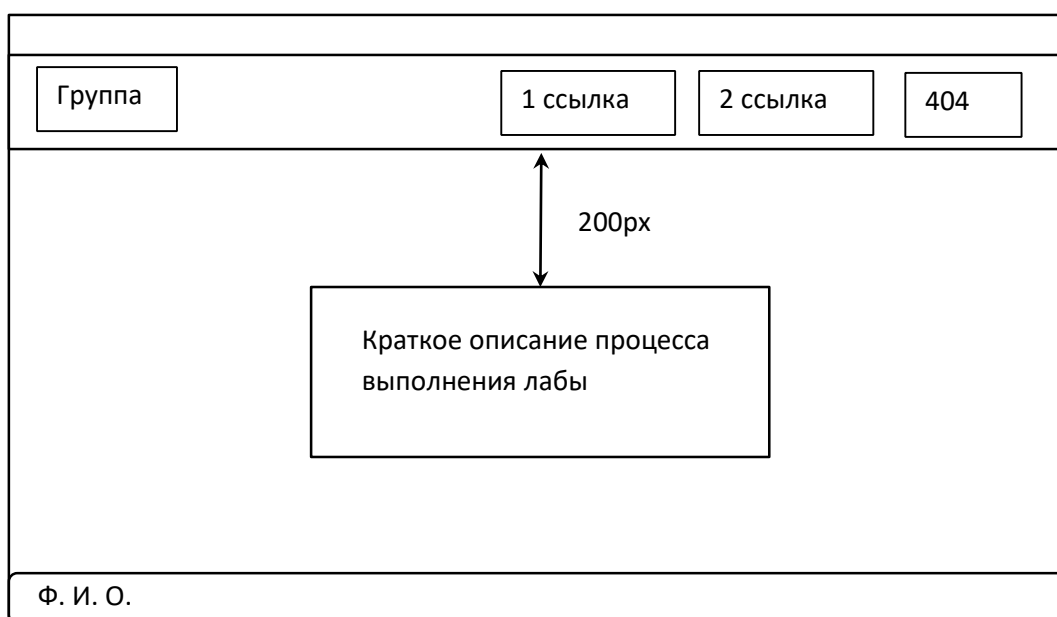 Группа
1 ссылка
2 ссылка
404
200px
Краткое описание процесса
выполнения лабы
Ф. И. О.